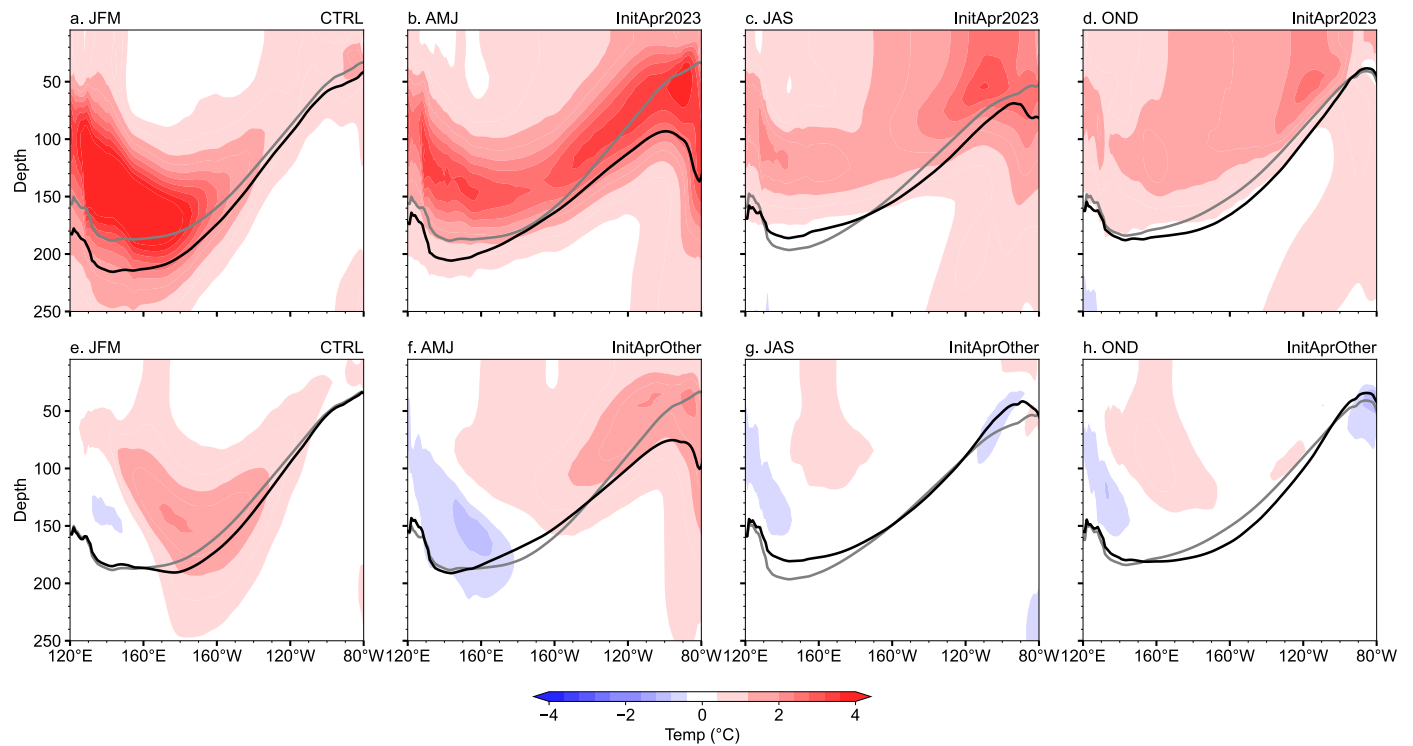 a. JFM CTRL
b. AMJ InitApr2023
c. JAS InitApr2023
d. OND InitApr2023
Depth
50
100
150
200
250
e. JFM CTRL
f. AMJ InitAprOther
g. JAS InitAprOther
h. OND InitAprOther
Depth
50
100
150
200
250
120°E 160°E 160°W 120°W 80°W
120°E 160°E 160°W 120°W 80°W
120°E 160°E 160°W 120°W 80°W
120°E 160°E 160°W 120°W 80°W
−4 −2 0 2 4
Temp (°C)